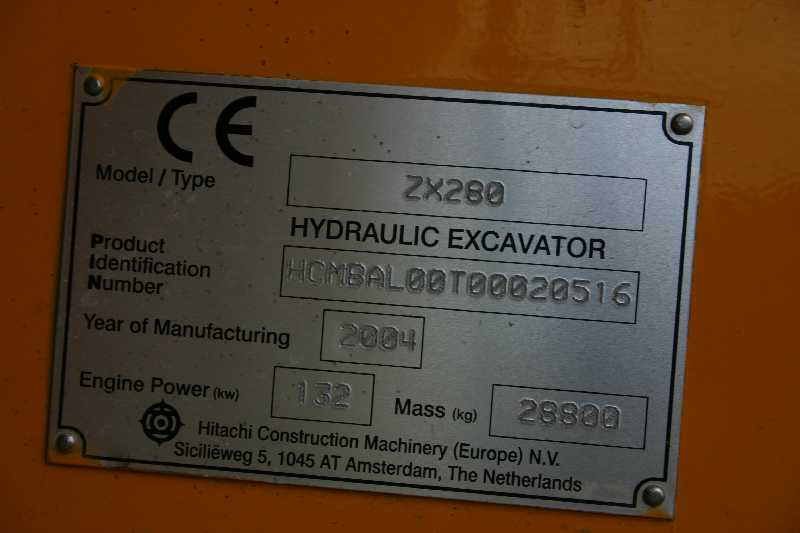 CE
Model / Type ZX280
HYDRAULIC EXCAVATOR
Product
Identification
Number HCMBAL00T00020516
Year of Manufacturing 2004
Engine Power (kw) 132 Mass (kg) 28800
Hitachi Construction Machinery (Europe) N.V.
Siciliëweg 5, 1045 AT Amsterdam, The Netherlands